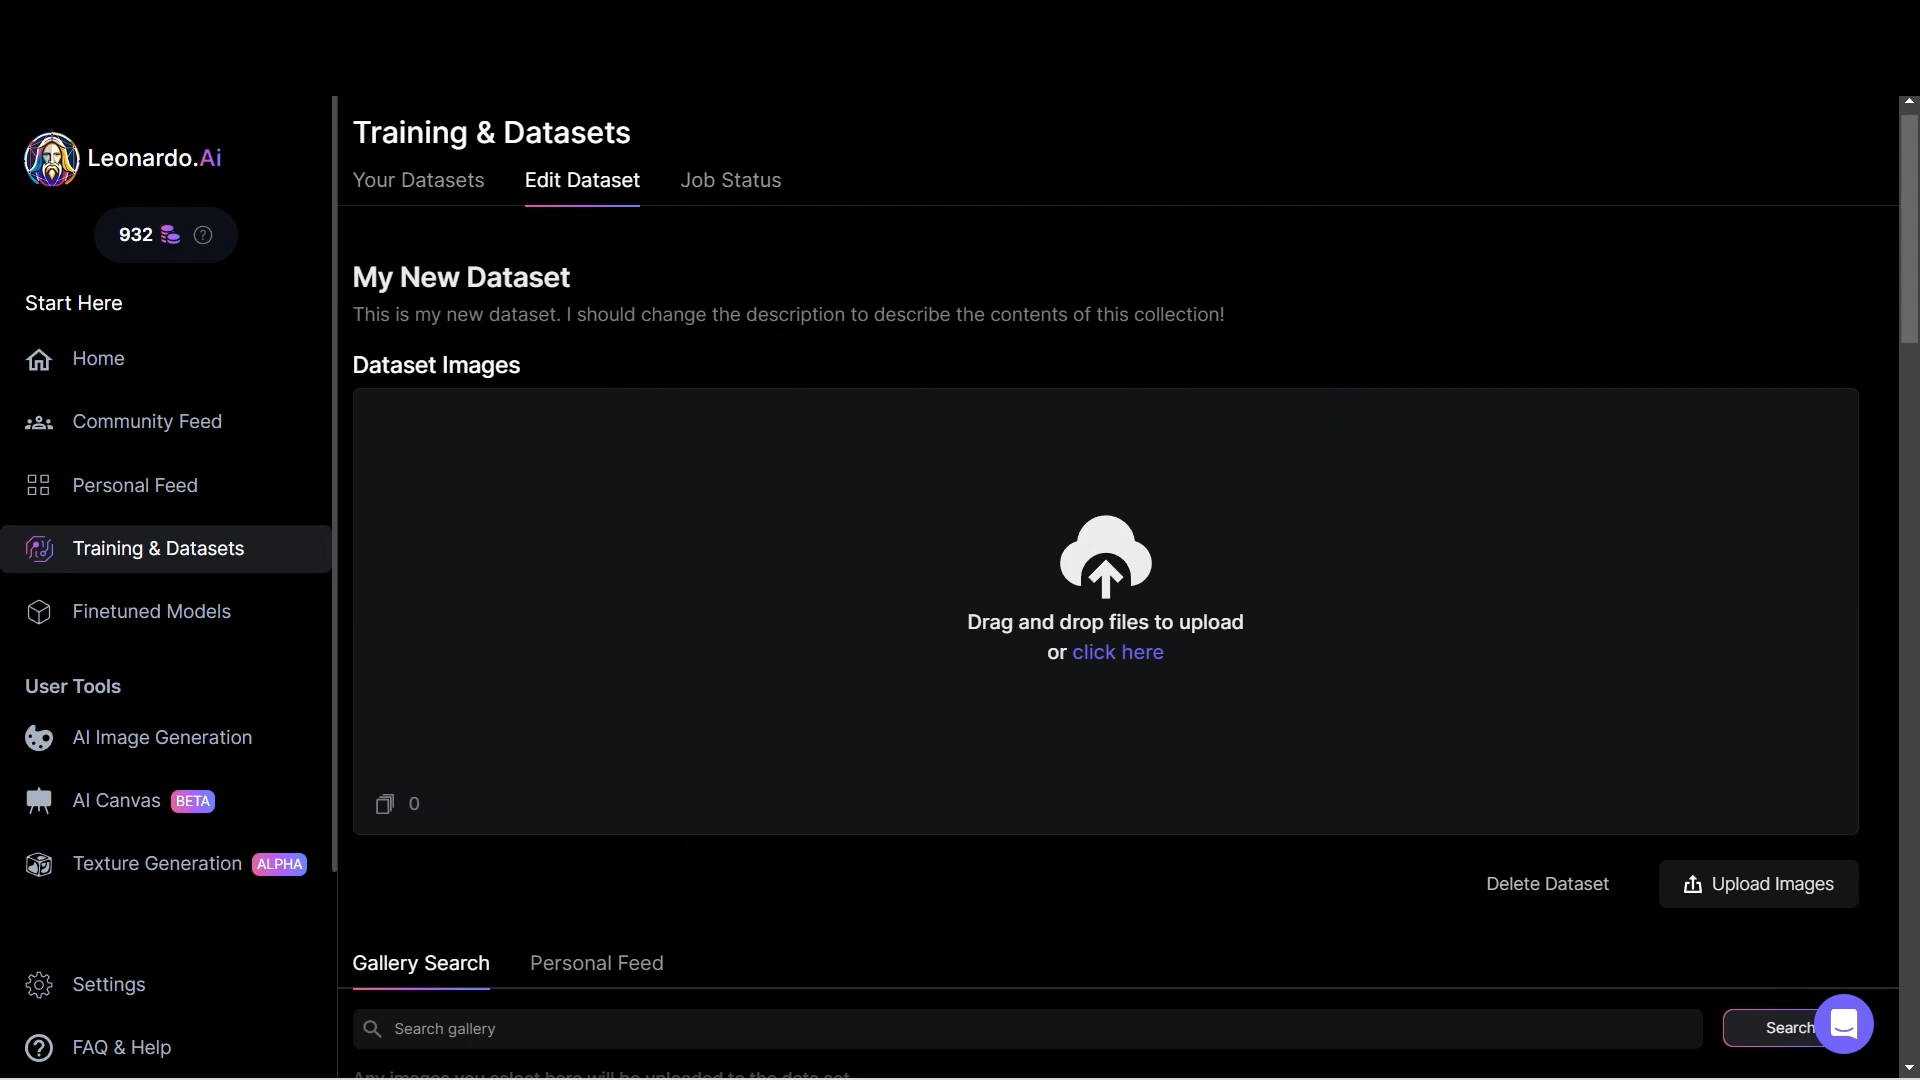 Leonardo.Ai
932
Start Here
Home
Community Feed
Personal Feed
Training & Datasets
Finetuned Models
User Tools
AI Image Generation
AI Canvas BETA
Texture Generation ALPHA
Settings
FAQ & Help
Training & Datasets
Your Datasets Edit Dataset Job Status
My New Dataset
This is my new dataset. I should change the description to describe the contents of this collection!
Dataset Images
Drag and drop files to upload
or click here
0
Delete Dataset Upload Images
Gallery Search Personal Feed
Search gallery Search
Any images you select here will be uploaded to the data set